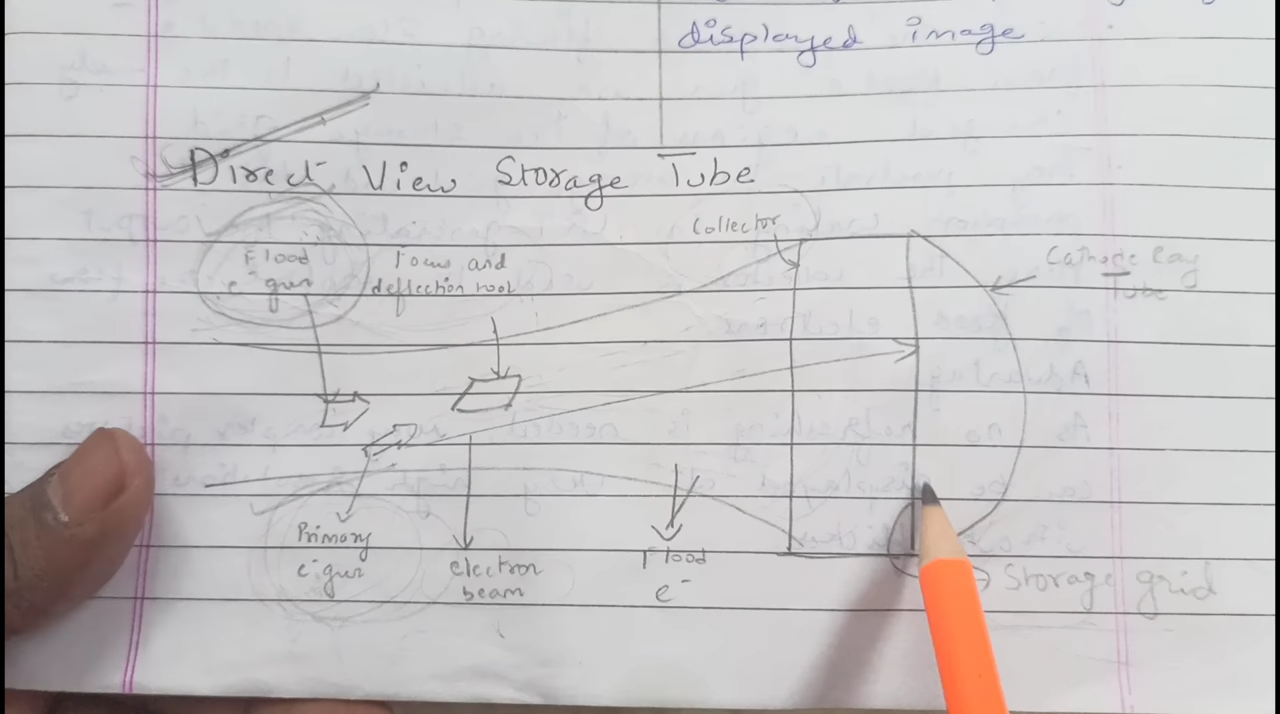 displayed image
Direct View Storage Tube
Collector
Flood
e⁻ gun
Focus and
deflection root
Cathode Ray
Tube
Primary
e⁻ gun
electron
beam
Flood
e⁻
Storage grid